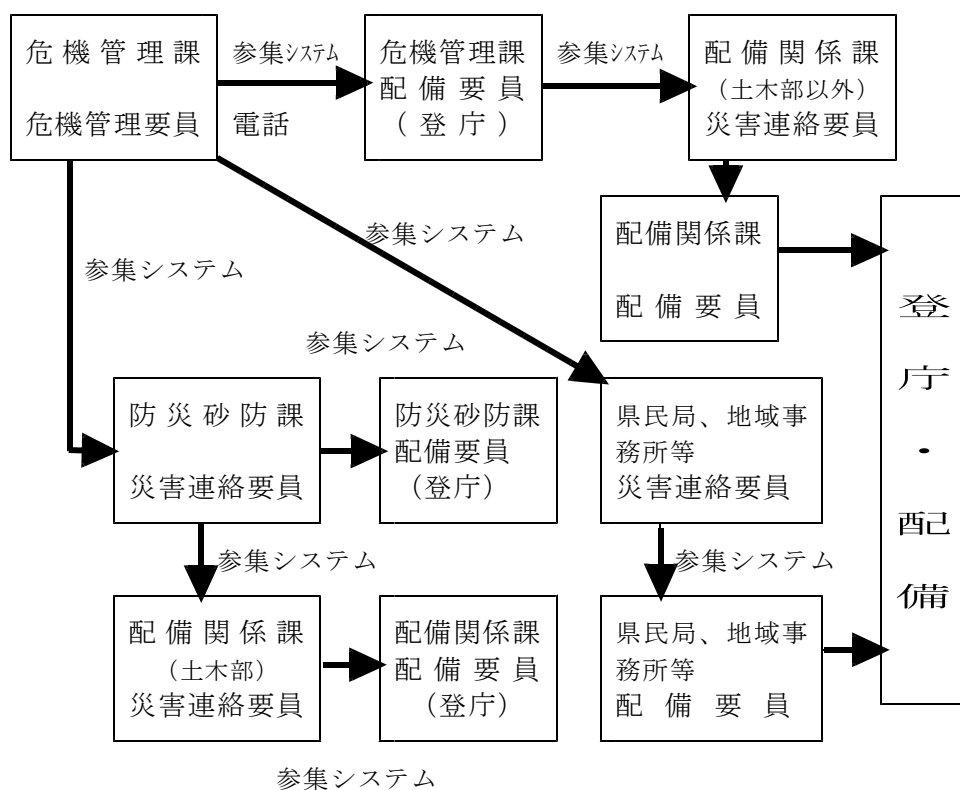 危機管理課
危機管理要員
参集システム
電話
危機管理課
配備要員
(登庁)
参集システム
配備関係課
(土木部以外)
災害連絡要員
配備関係課
配備要員
参集システム
参集システム
参集システム
防災砂防課
災害連絡要員
防災砂防課
配備要員
(登庁)
県民局、地域事
務所等
災害連絡要員
参集システム
参集システム
配備関係課
(土木部)
災害連絡要員
配備関係課
配備要員
(登庁)
県民局、地域事
務所等
配備要員
参集システム
登庁・配備